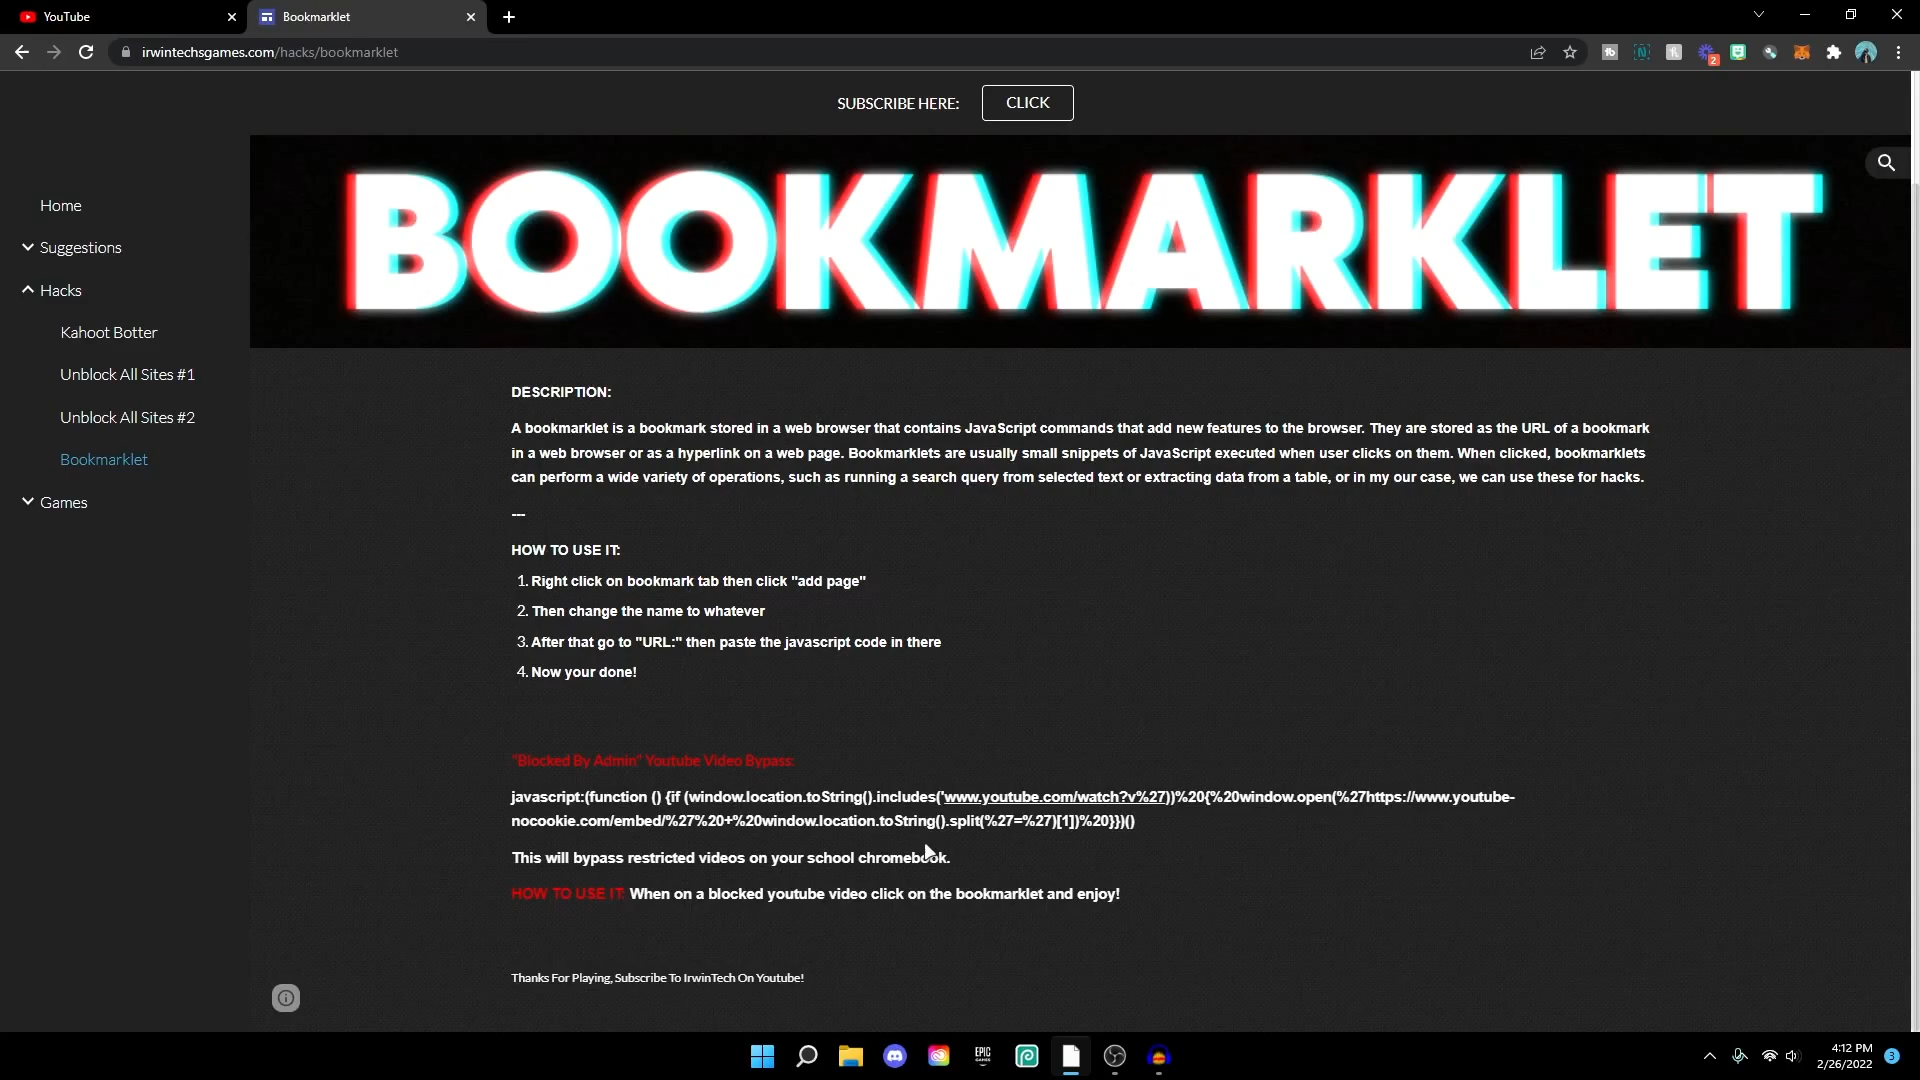 YouTube
Bookmarklet
irwintechsgames.com/hacks/bookmarklet
2
SUBSCRIBE HERE:
CLICK
BOOKMARKLET
Home
Suggestions
Hacks
Kahoot Botter
Unblock All Sites #1
Unblock All Sites #2
Bookmarklet
Games
DESCRIPTION:
A bookmarklet is a bookmark stored in a web browser that contains JavaScript commands that add new features to the browser. They are stored as the URL of a bookmark
in a web browser or as a hyperlink on a web page. Bookmarklets are usually small snippets of JavaScript executed when user clicks on them. When clicked, bookmarklets
can perform a wide variety of operations, such as running a search query from selected text or extracting data from a table, or in my our case, we can use these for hacks.
---
HOW TO USE IT:
1. Right click on bookmark tab then click "add page"
2. Then change the name to whatever
3. After that go to "URL:" then paste the javascript code in there
4. Now your done!
"Blocked By Admin" Youtube Video Bypass:
javascript:(function () {if (window.location.toString().includes('www.youtube.com/watch?v%27))%20{%20window.open(%27https://www.youtube-
nocookie.com/embed/%27%20+%20window.location.toString().split(%27=%27)[1])%20}})()
This will bypass restricted videos on your school chromebook.
HOW TO USE IT: When on a blocked youtube video click on the bookmarklet and enjoy!
Thanks For Playing, Subscribe To IrwinTech On Youtube!
EPIC
GAMES
4:12 PM
2/26/2022
3